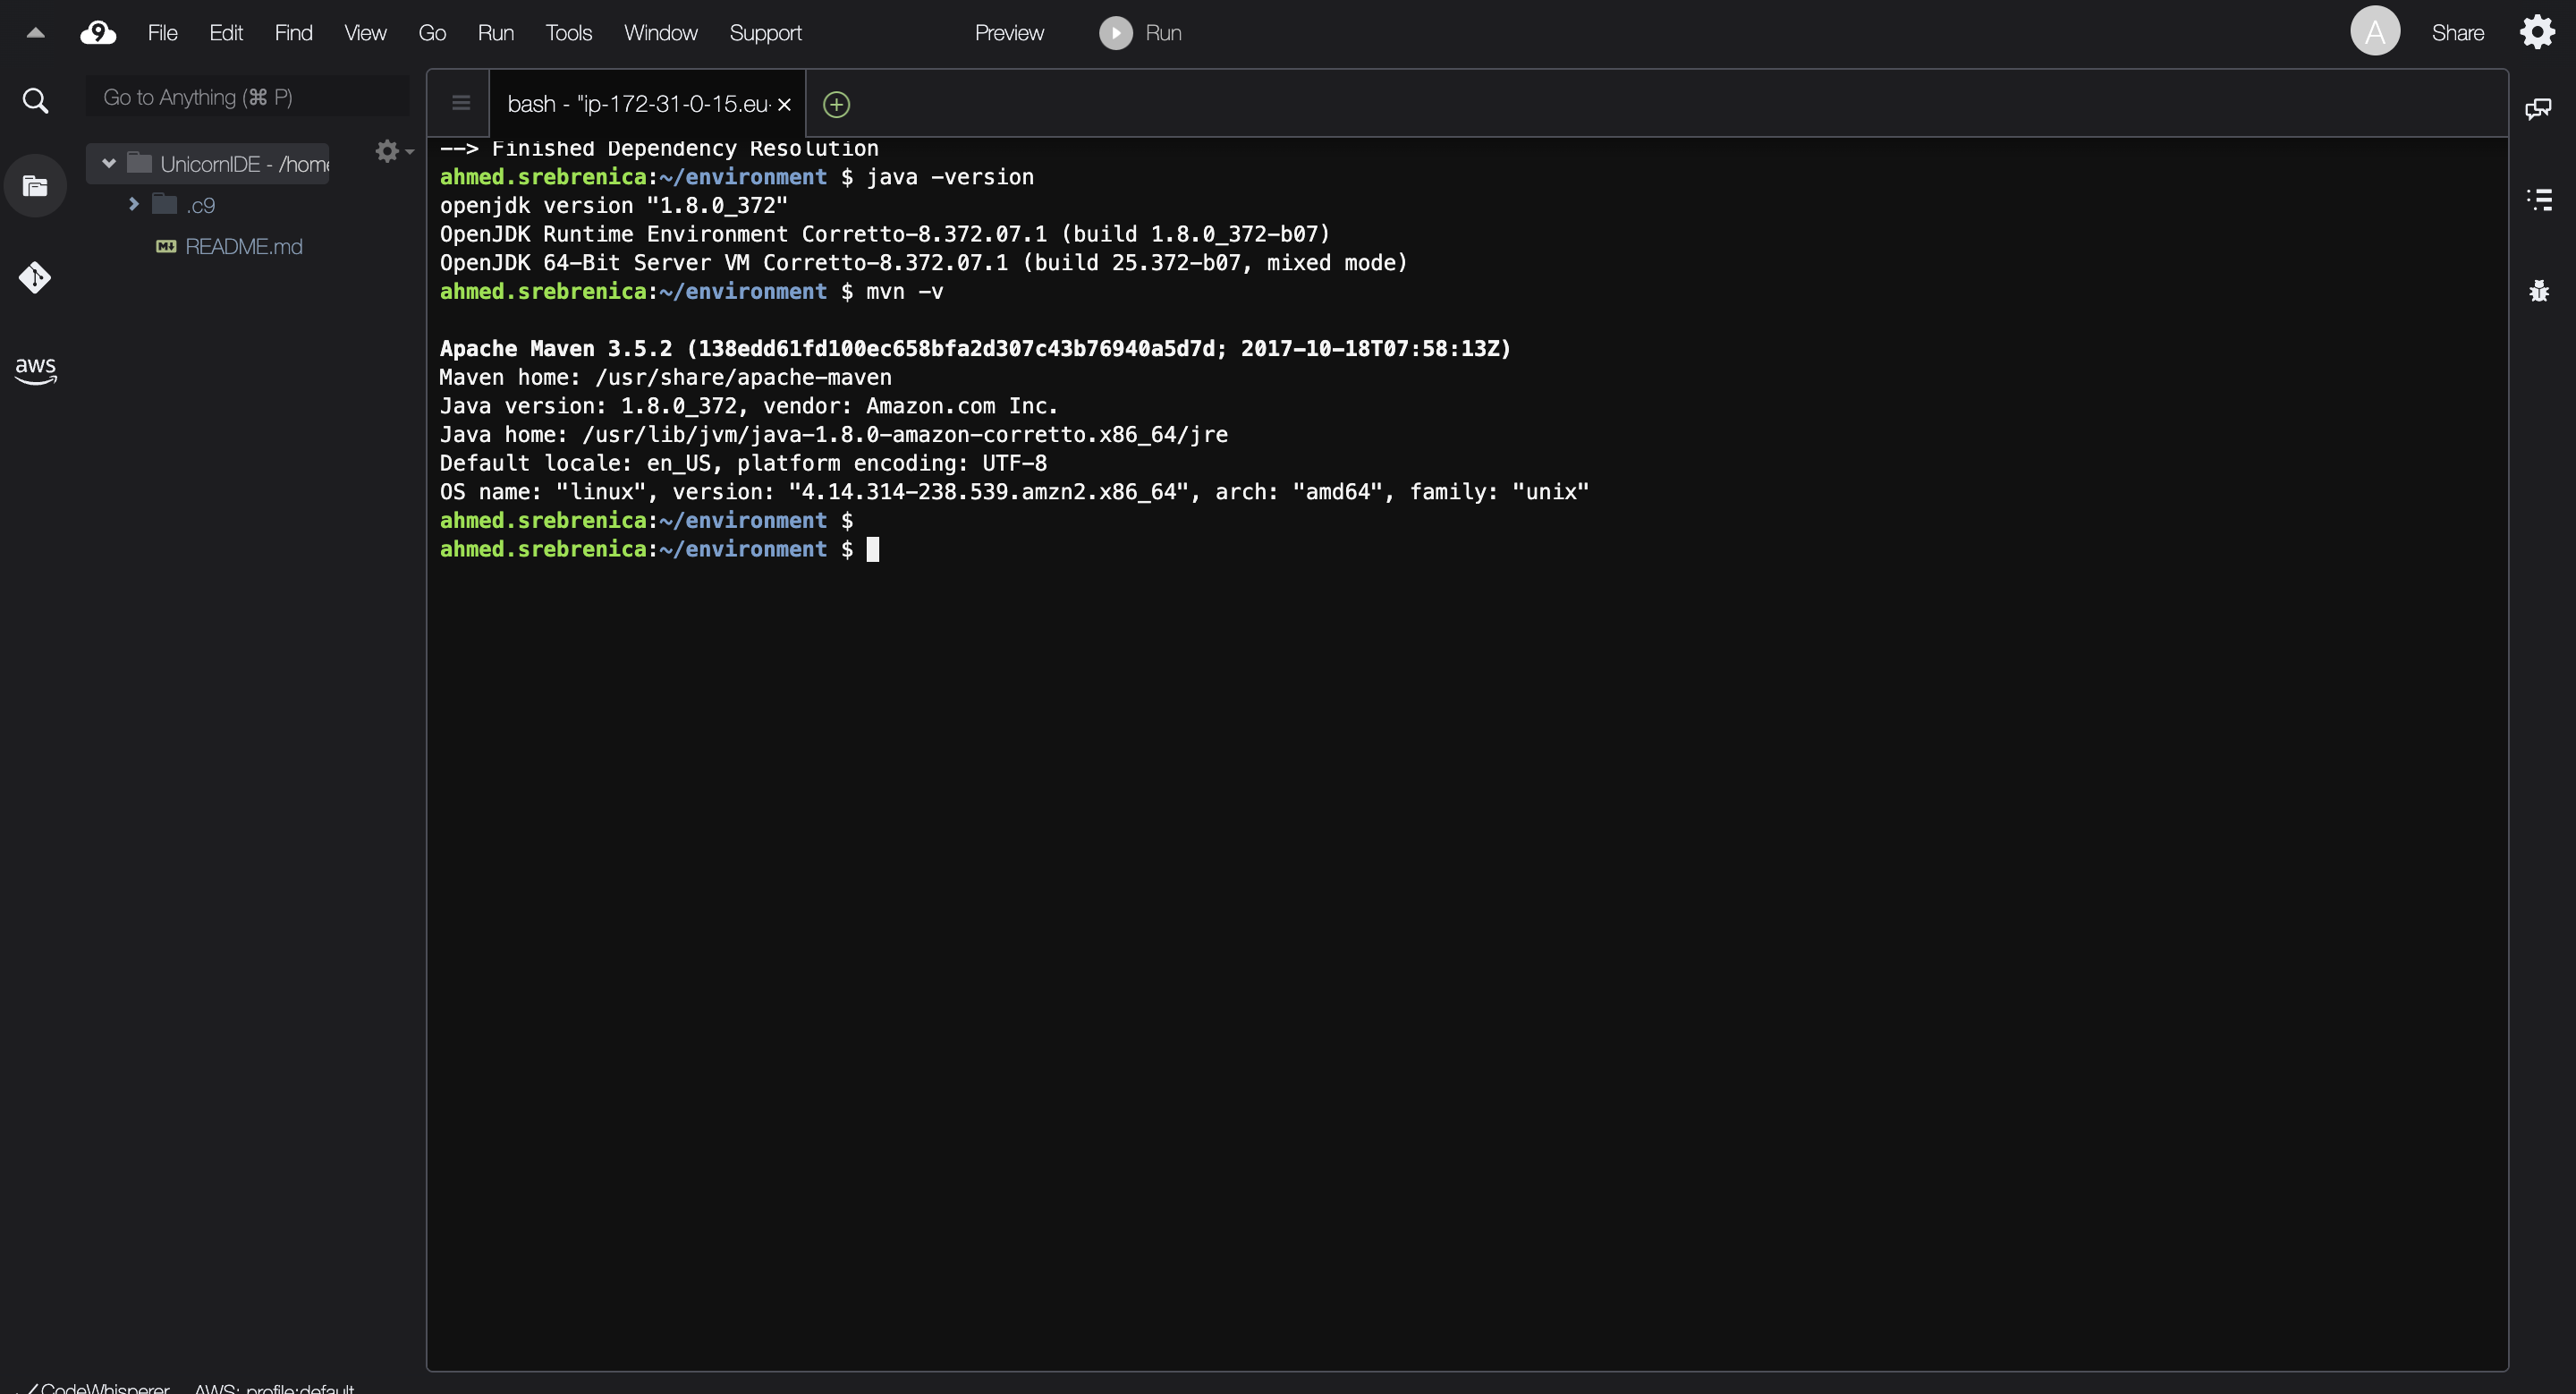 File Edit Find View Go Run Tools Window Support Preview Run A Share
Go to Anything (⌘ P)
bash - "ip-172-31-0-15.eu-
UnicornIDE - /home
.c9
README.md
aws
--> Finished Dependency Resolution
ahmed.srebrenica:~/environment $ java -version
openjdk version "1.8.0_372"
OpenJDK Runtime Environment Corretto-8.372.07.1 (build 1.8.0_372-b07)
OpenJDK 64-Bit Server VM Corretto-8.372.07.1 (build 25.372-b07, mixed mode)
ahmed.srebrenica:~/environment $ mvn -v
Apache Maven 3.5.2 (138edd61fd100ec658bfa2d307c43b76940a5d7d; 2017-10-18T07:58:13Z)
Maven home: /usr/share/apache-maven
Java version: 1.8.0_372, vendor: Amazon.com Inc.
Java home: /usr/lib/jvm/java-1.8.0-amazon-corretto.x86_64/jre
Default locale: en_US, platform encoding: UTF-8
OS name: "linux", version: "4.14.314-238.539.amzn2.x86_64", arch: "amd64", family: "unix"
ahmed.srebrenica:~/environment $
ahmed.srebrenica:~/environment $
CodeWhisperer AWS: profile:default